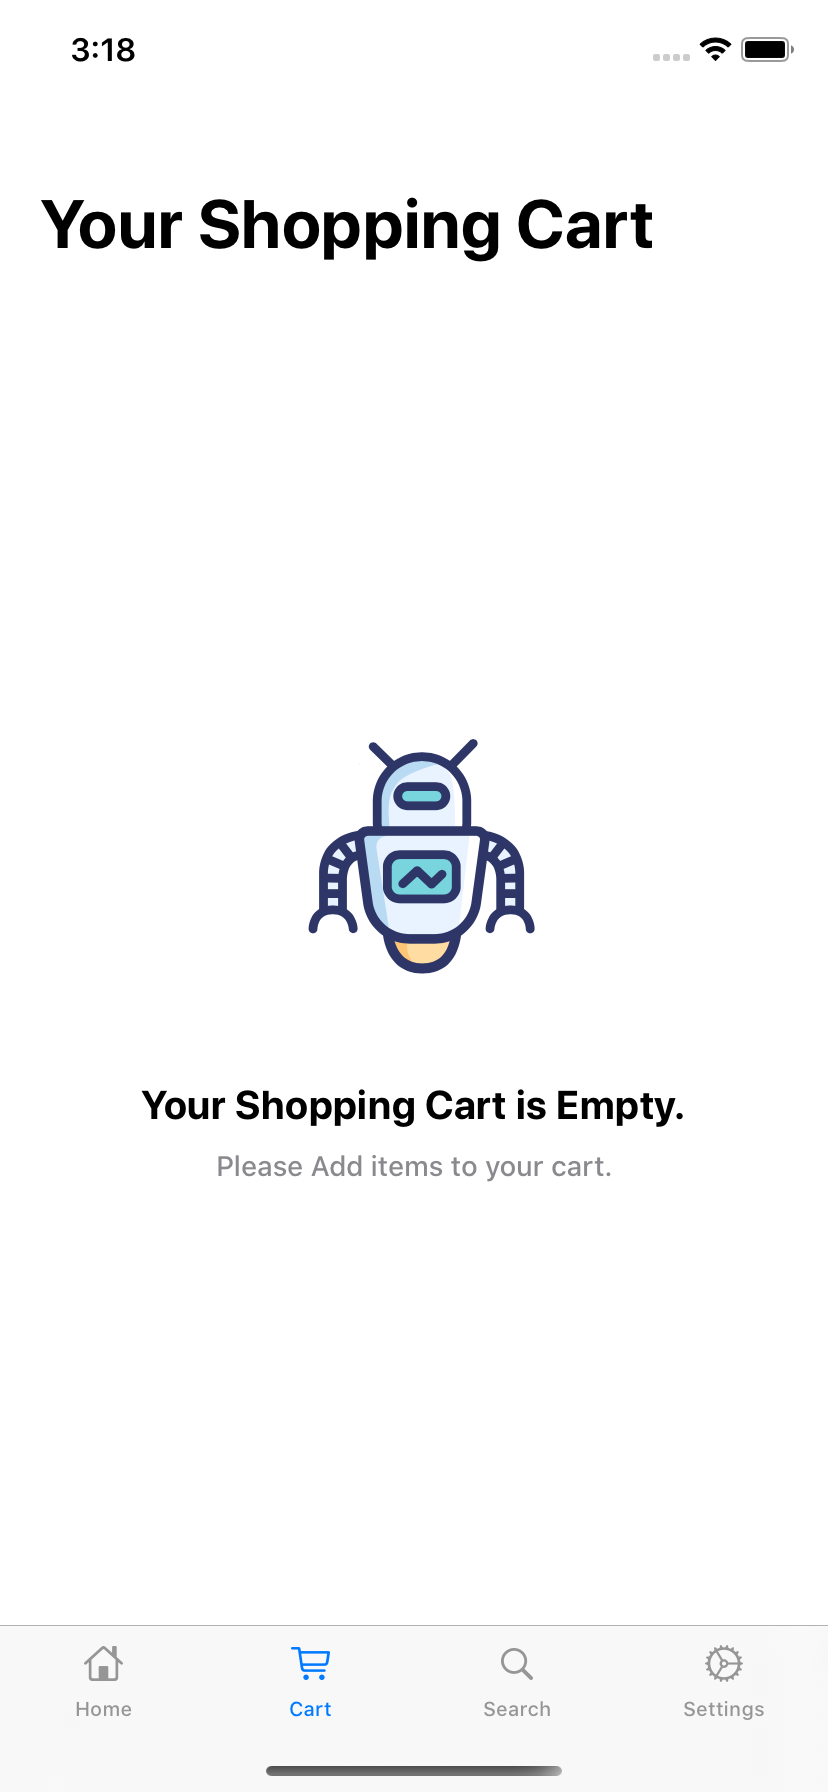 3:18
Your Shopping Cart
Your Shopping Cart is Empty.
Please Add items to your cart.
Home
Cart
Search
Settings